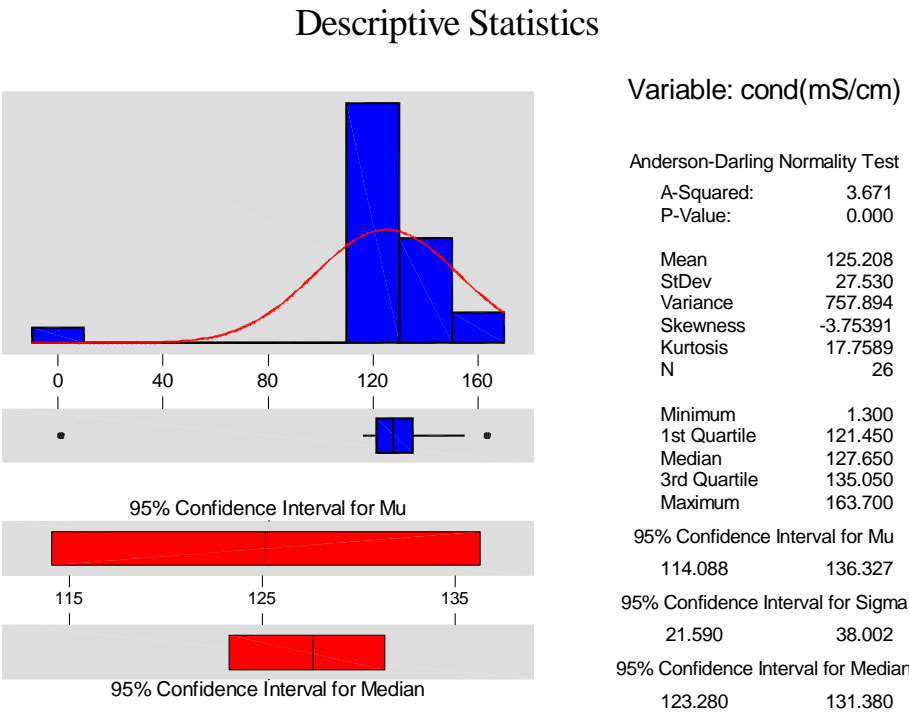 Descriptive Statistics
Variable: cond(mS/cm)
Anderson-Darling Normality Test
A-Squared: 3.671
P-Value: 0.000
Mean 125.208
StDev 27.530
Variance 757.894
Skewness -3.75391
Kurtosis 17.7589
N 26
Minimum 1.300
1st Quartile 121.450
Median 127.650
3rd Quartile 135.050
Maximum 163.700
95% Confidence Interval for Mu
114.088 136.327
95% Confidence Interval for Sigma
21.590 38.002
95% Confidence Interval for Median
123.280 131.380
0 40 80 120 160
95% Confidence Interval for Mu
115 125 135
95% Confidence Interval for Median